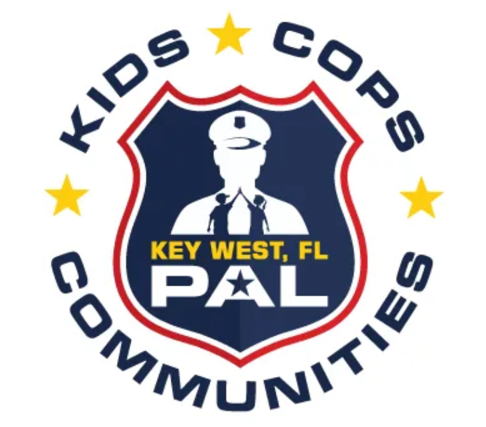 KIDS
COPS
COMMUNITIES
KEY WEST, FL
PAL